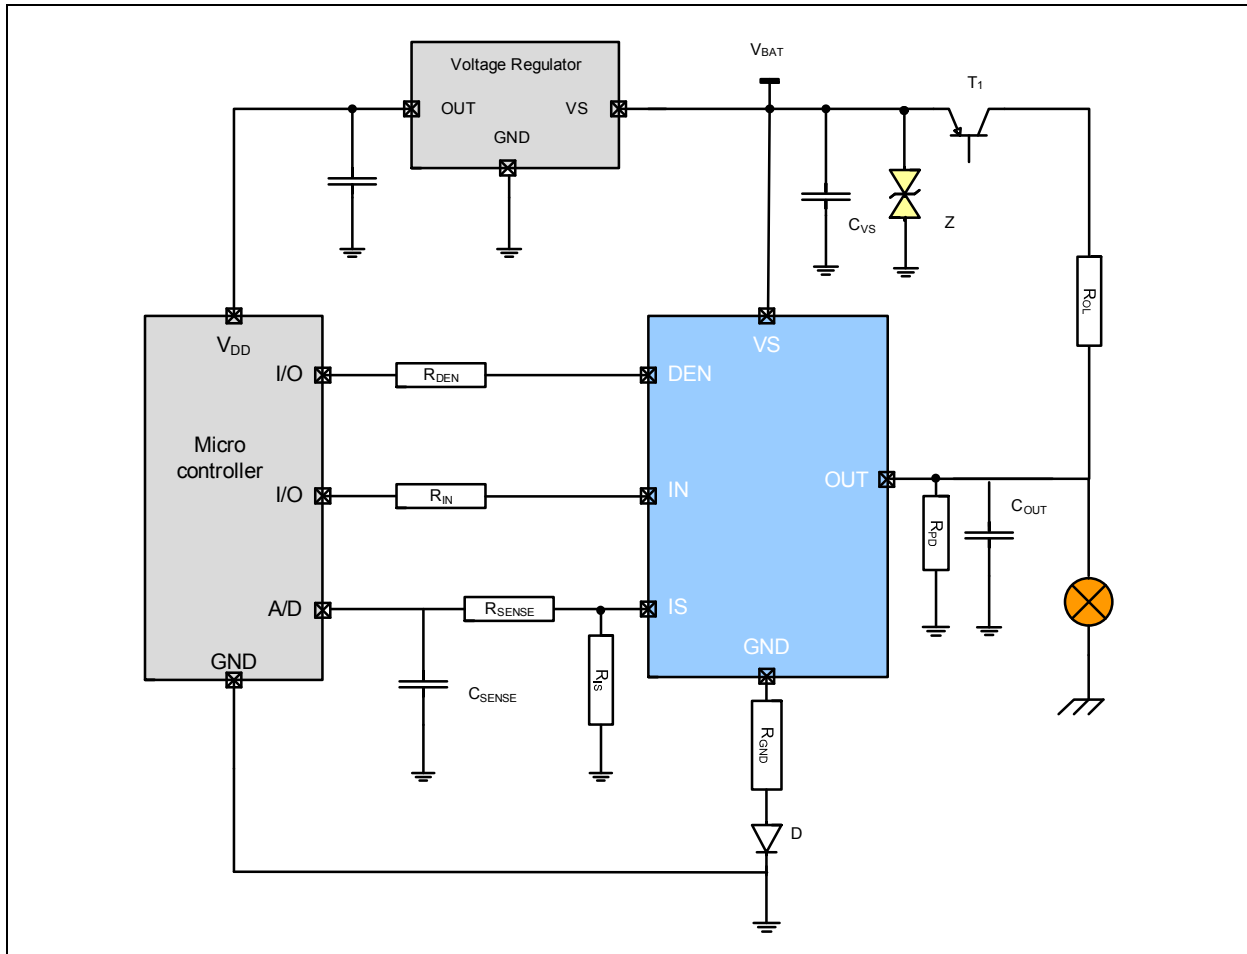 Voltage Regulator
OUT
VS
GND
VBAT
T1
CVS
Z
ROL
VDD
I/O
RDEN
DEN
VS
Micro
controller
I/O
RIN
IN
OUT
RPD
COUT
A/D
RSENSE
IS
GND
GND
CSENSE
RIS
RGND
D